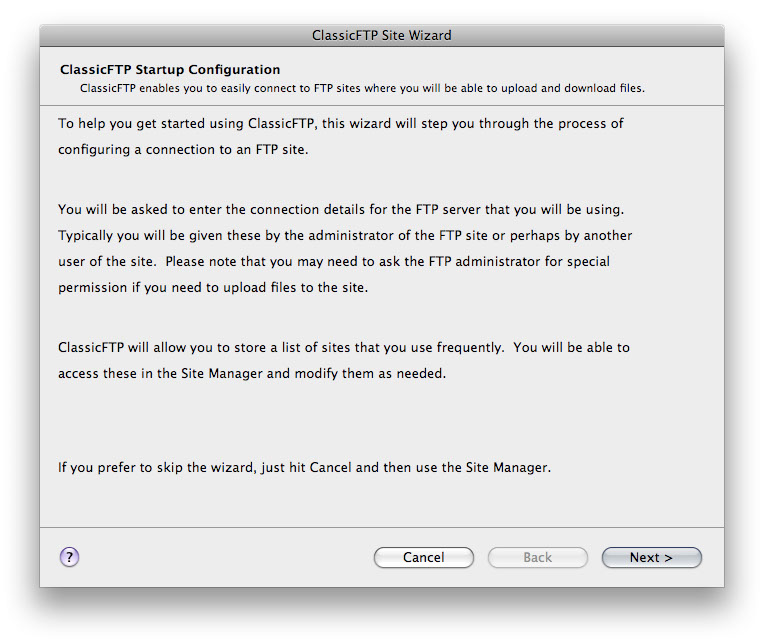 ClassicFTP Site Wizard
ClassicFTP Startup Configuration
ClassicFTP enables you to easily connect to FTP sites where you will be able to upload and download files.
To help you get started using ClassicFTP, this wizard will step you through the process of
configuring a connection to an FTP site.
You will be asked to enter the connection details for the FTP server that you will be using.
Typically you will be given these by the administrator of the FTP site or perhaps by another
user of the site.  Please note that you may need to ask the FTP administrator for special
permission if you need to upload files to the site.
ClassicFTP will allow you to store a list of sites that you use frequently.  You will be able to
access these in the Site Manager and modify them as needed.
If you prefer to skip the wizard, just hit Cancel and then use the Site Manager.
? Cancel Back Next >